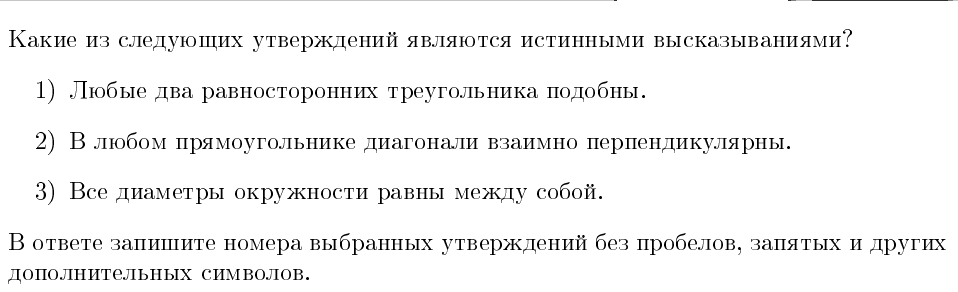 Какие из следующих утверждений являются истинными высказываниями?
1) Любые два равносторонних треугольника подобны.
2) В любом прямоугольнике диагонали взаимно перпендикулярны.
3) Все диаметры окружности равны между собой.
В ответе запишите номера выбранных утверждений без пробелов, запятых и других
дополнительных символов.